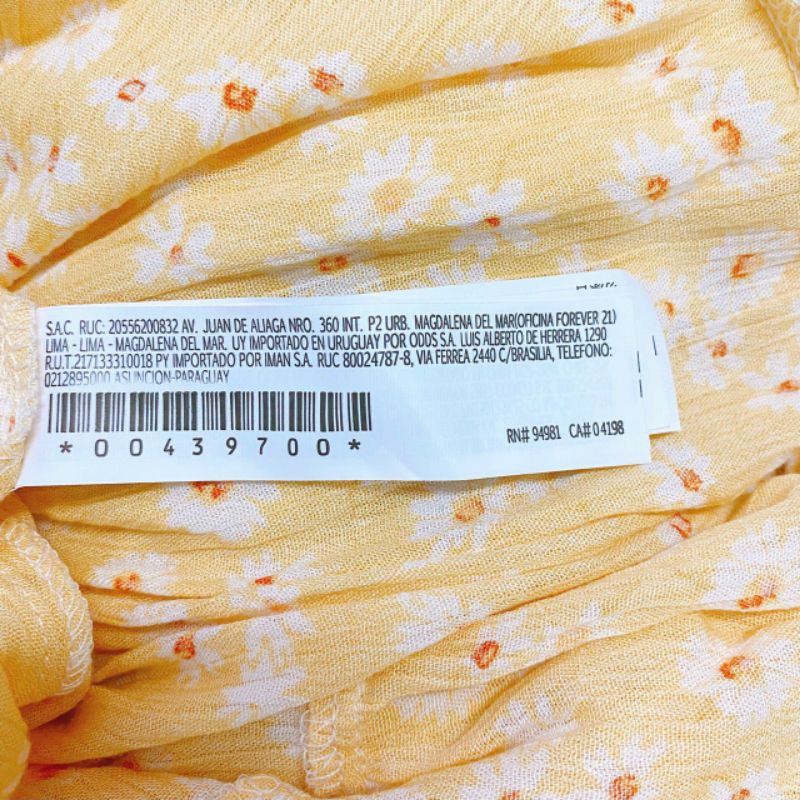 S.A.C. RUC: 20556200832 AV. JUAN DE ALIAGA NRO. 360 INT. P2 URB. MAGDALENA DEL MAR(OFICINA FOREVER 21)
LIMA - LIMA - MAGDALENA DEL MAR. UY IMPORTADO EN URUGUAY POR ODDS S.A. LUIS ALBERTO DE HERRERA 1290
R.U.T.217133310018 PY IMPORTADO POR IMAN S.A. RUC 80024787-8, VIA FERREA 2440 C/BRASILIA, TELEFONO:
0212895000 ASUNCION-PARAGUAY
*00439700*
RN# 94981 CA# 04198